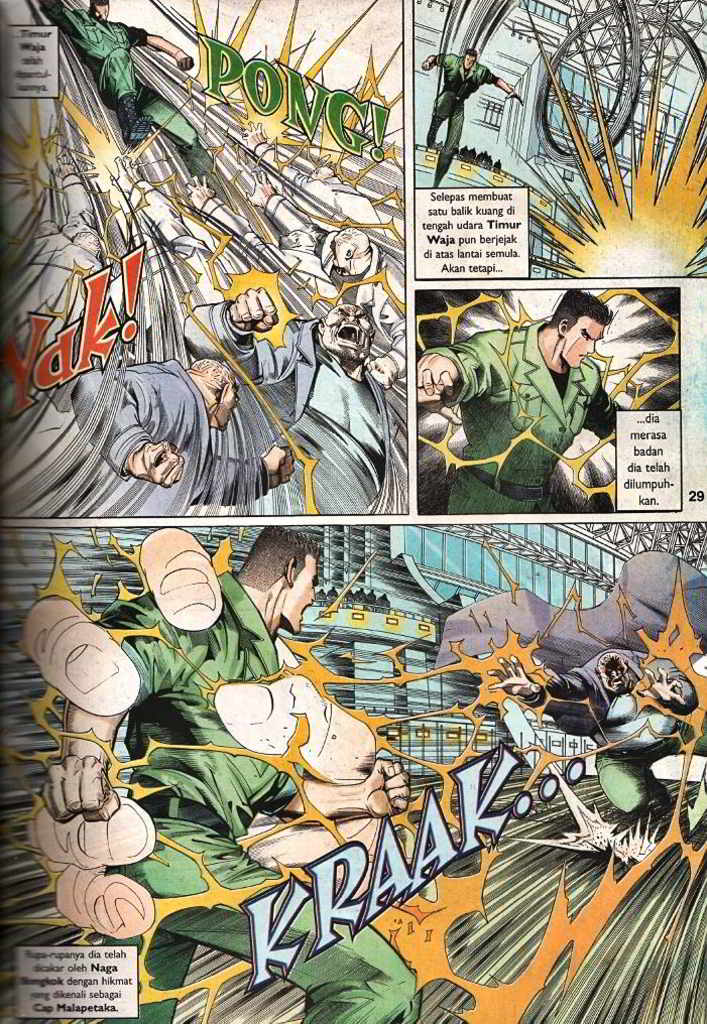 ...Timur
Waja
telah
dipantul-
kannya.
PONG!
Yak!
Selepas membuat
satu balik kuang di
tengah udara Timur
Waja pun berjejak
di atas lantai semula.
Akan tetapi...
...dia
merasa
badan
dia telah
dilumpuh-
kan.
29
KRAAK...
Rupa-rupanya dia telah
dicakar oleh Naga
Bongkok dengan hikmat
yang dikenali sebagai
Cap Malapetaka.